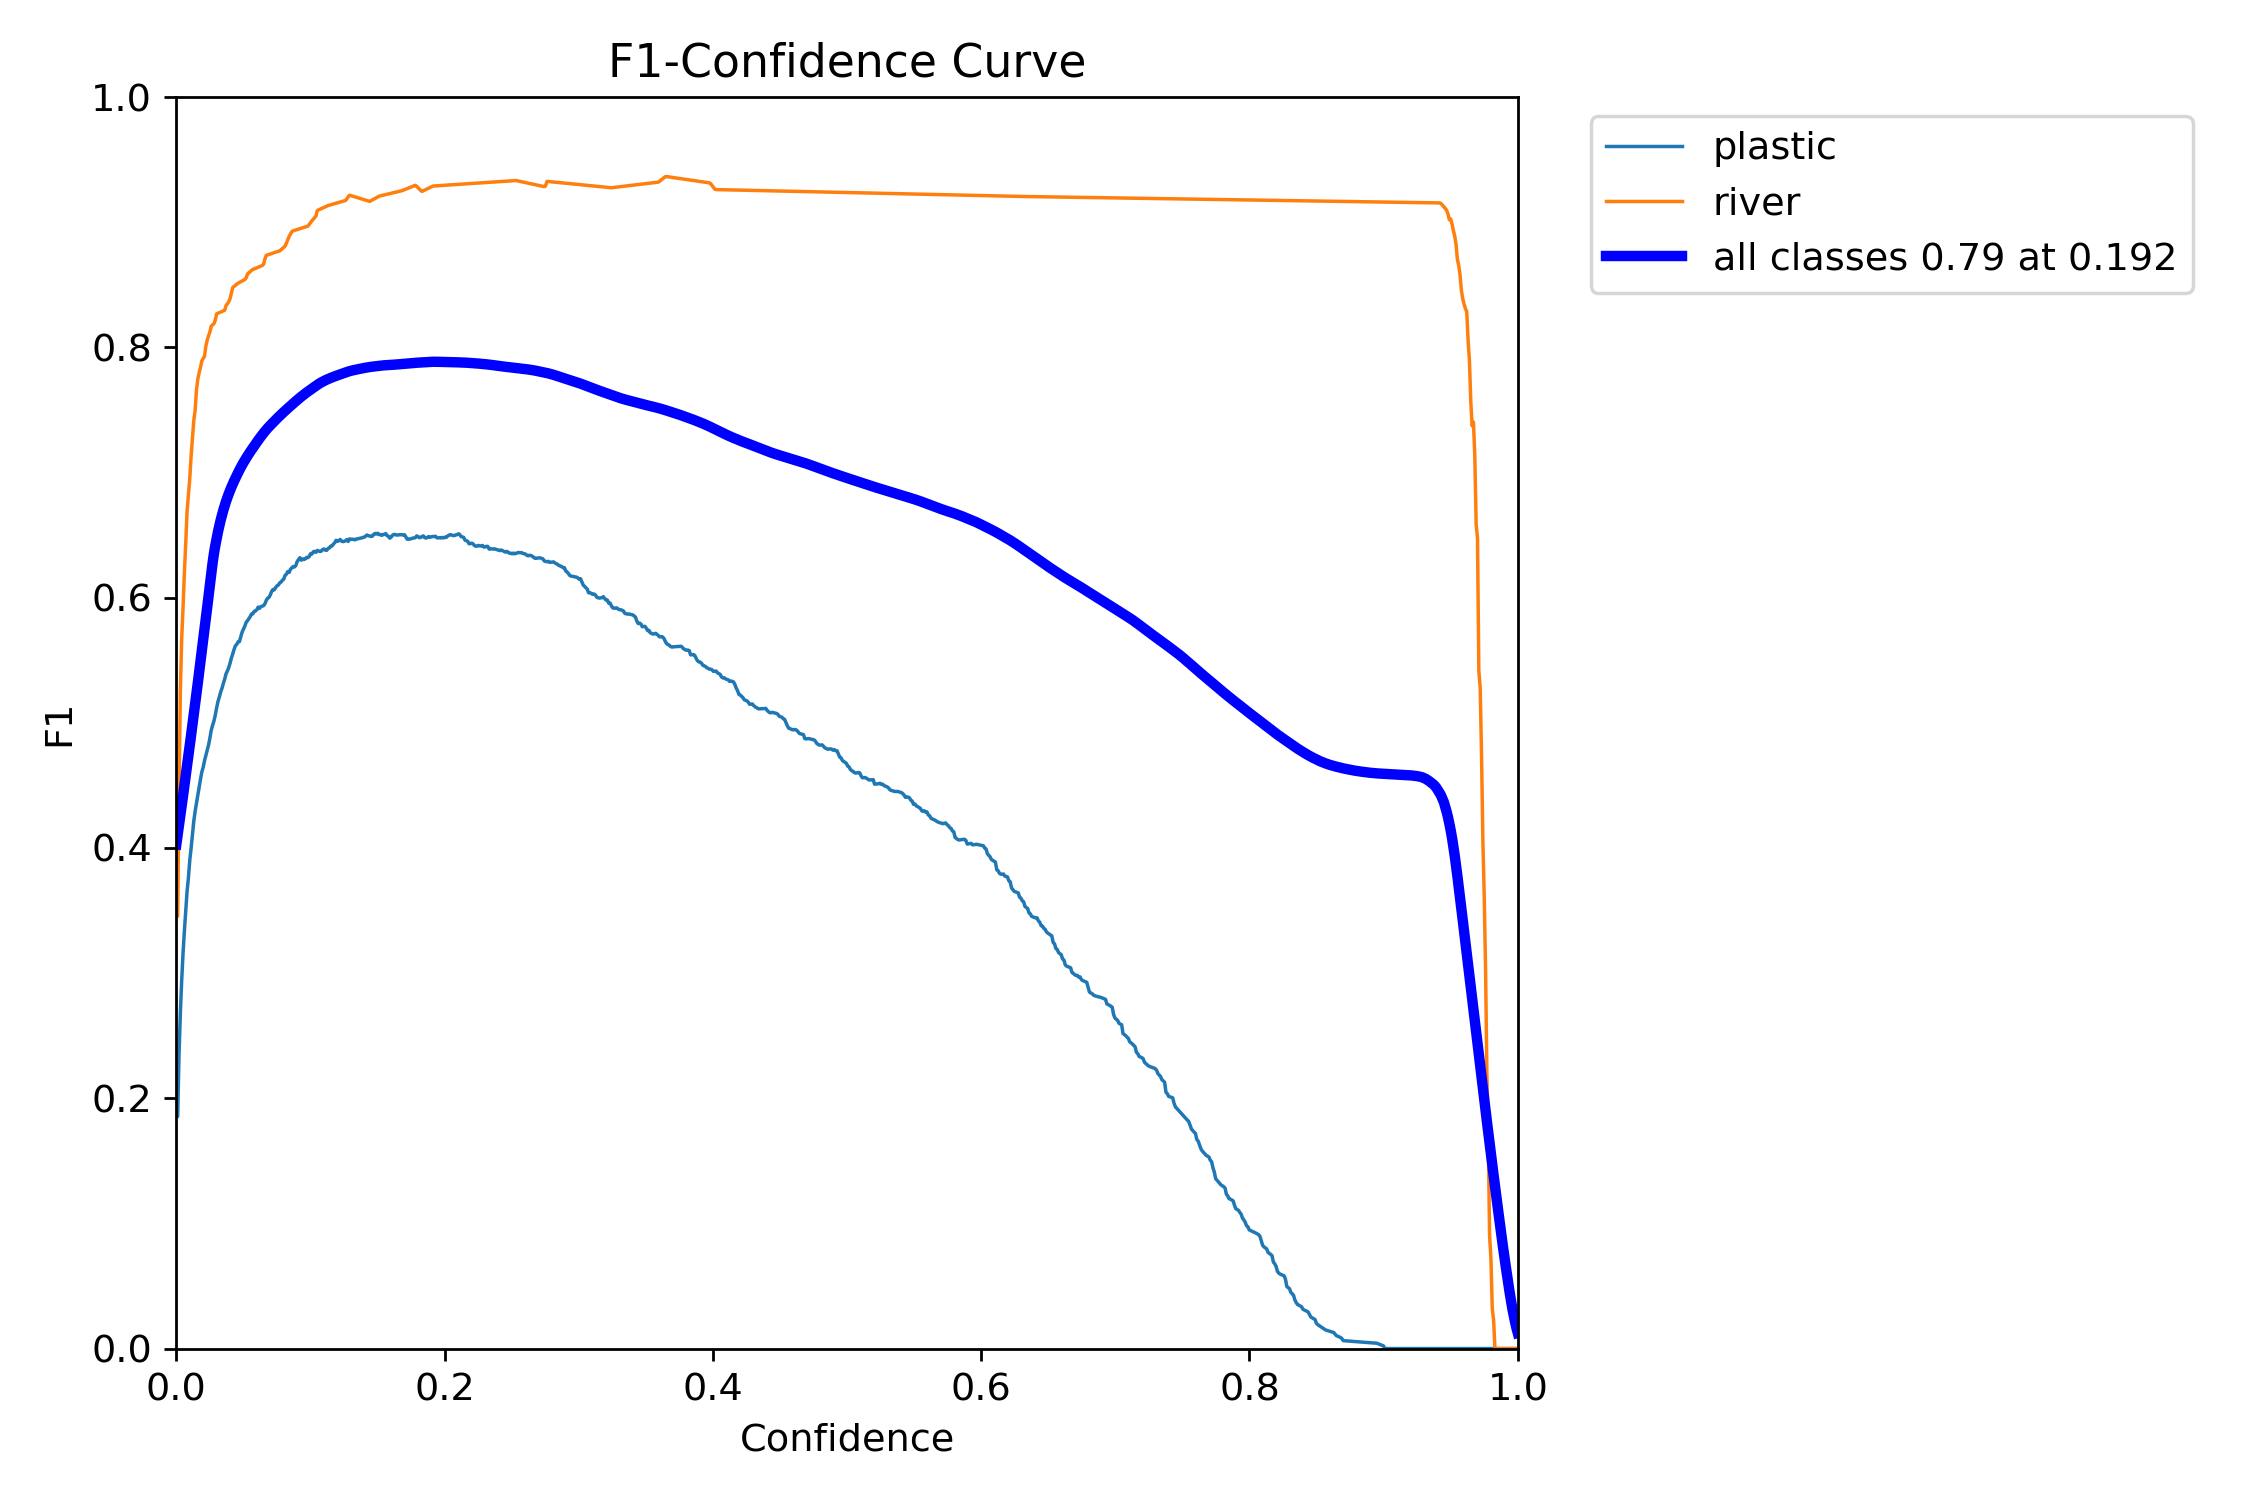 F1-Confidence Curve
1.0
0.8
0.6
0.4
0.2
0.0
F1
0.0 0.2 0.4 0.6 0.8 1.0
Confidence
plastic
river
all classes 0.79 at 0.192